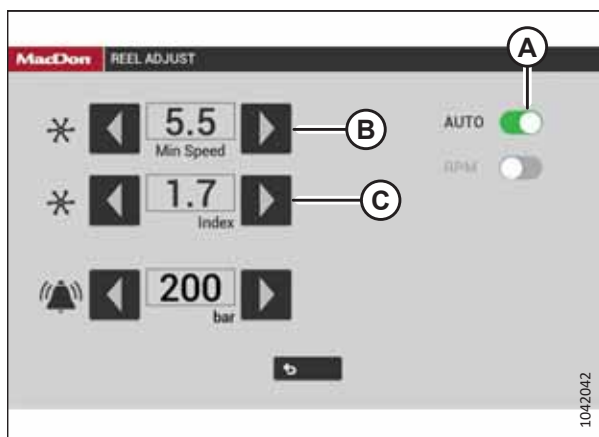 MacDon REEL ADJUST
A
5.5
Min Speed
B
AUTO
RPM
1.7
Index
C
200
bar
1042042